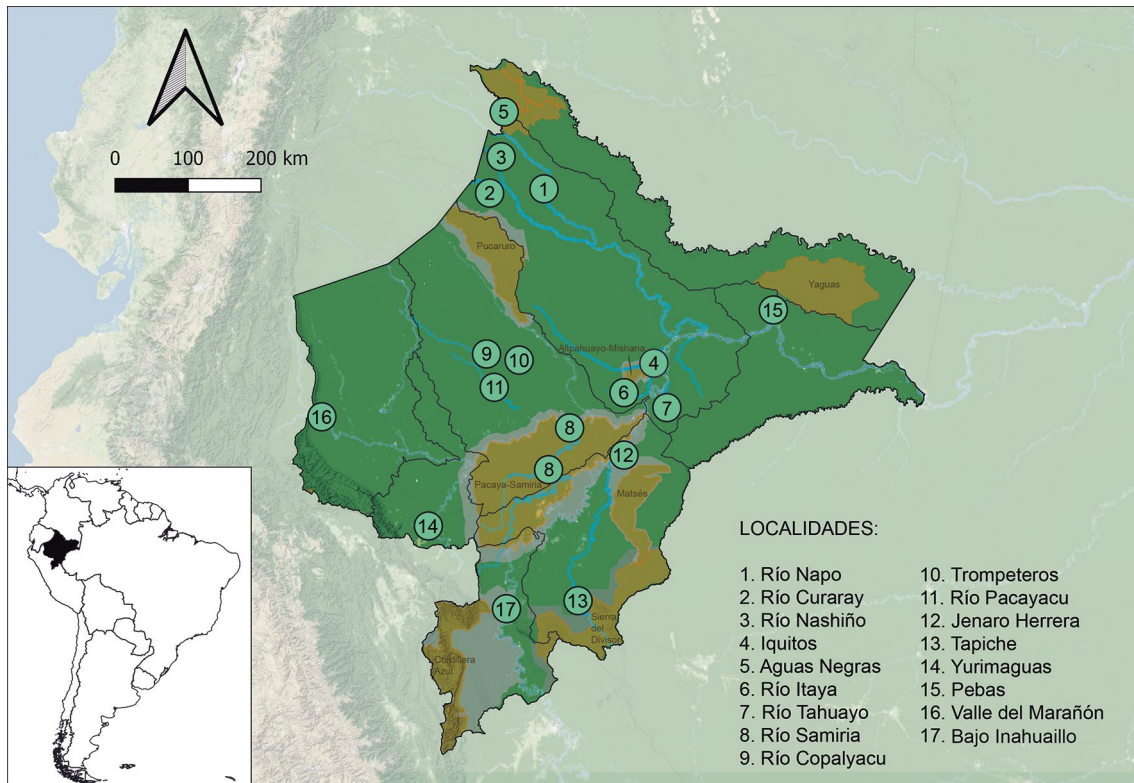 0 100 200 km
5
3
1
2
Pucaruro
Yaguas
15
Allpahuayo-Mishana
4
9
10
11
6
7
16
8
12
8
Pacaya-Samiria
Matsés
14
17
13
Sierra
del
Divisor
Cordillera
Azul
LOCALIDADES:
1. Río Napo
2. Río Curaray
3. Río Nashiño
4. Iquitos
5. Aguas Negras
6. Río Itaya
7. Río Tahuayo
8. Río Samiria
9. Río Copalyacu
10. Trompeteros
11. Río Pacayacu
12. Jenaro Herrera
13. Tapiche
14. Yurimaguas
15. Pebas
16. Valle del Marañón
17. Bajo Inahuaillo